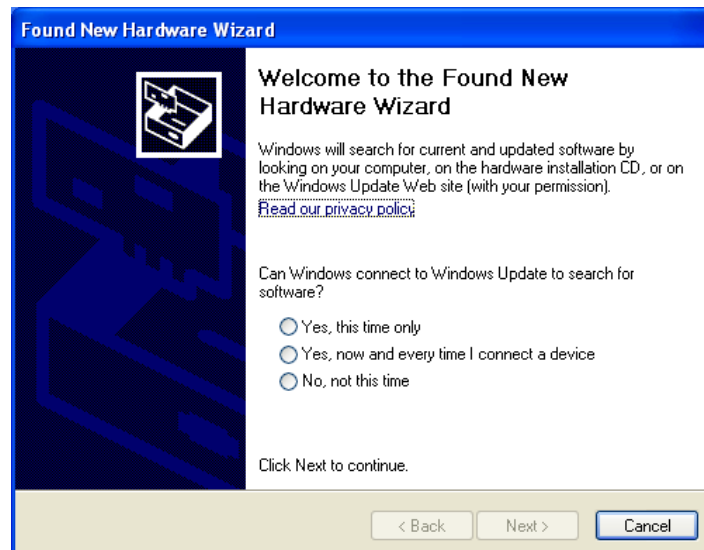 Found New Hardware Wizard
Welcome to the Found New
Hardware Wizard
Windows will search for current and updated software by
looking on your computer, on the hardware installation CD, or on
the Windows Update Web site (with your permission).
Read our privacy policy
Can Windows connect to Windows Update to search for
software?
Yes, this time only
Yes, now and every time I connect a device
No, not this time
Click Next to continue.
< Back Next > Cancel